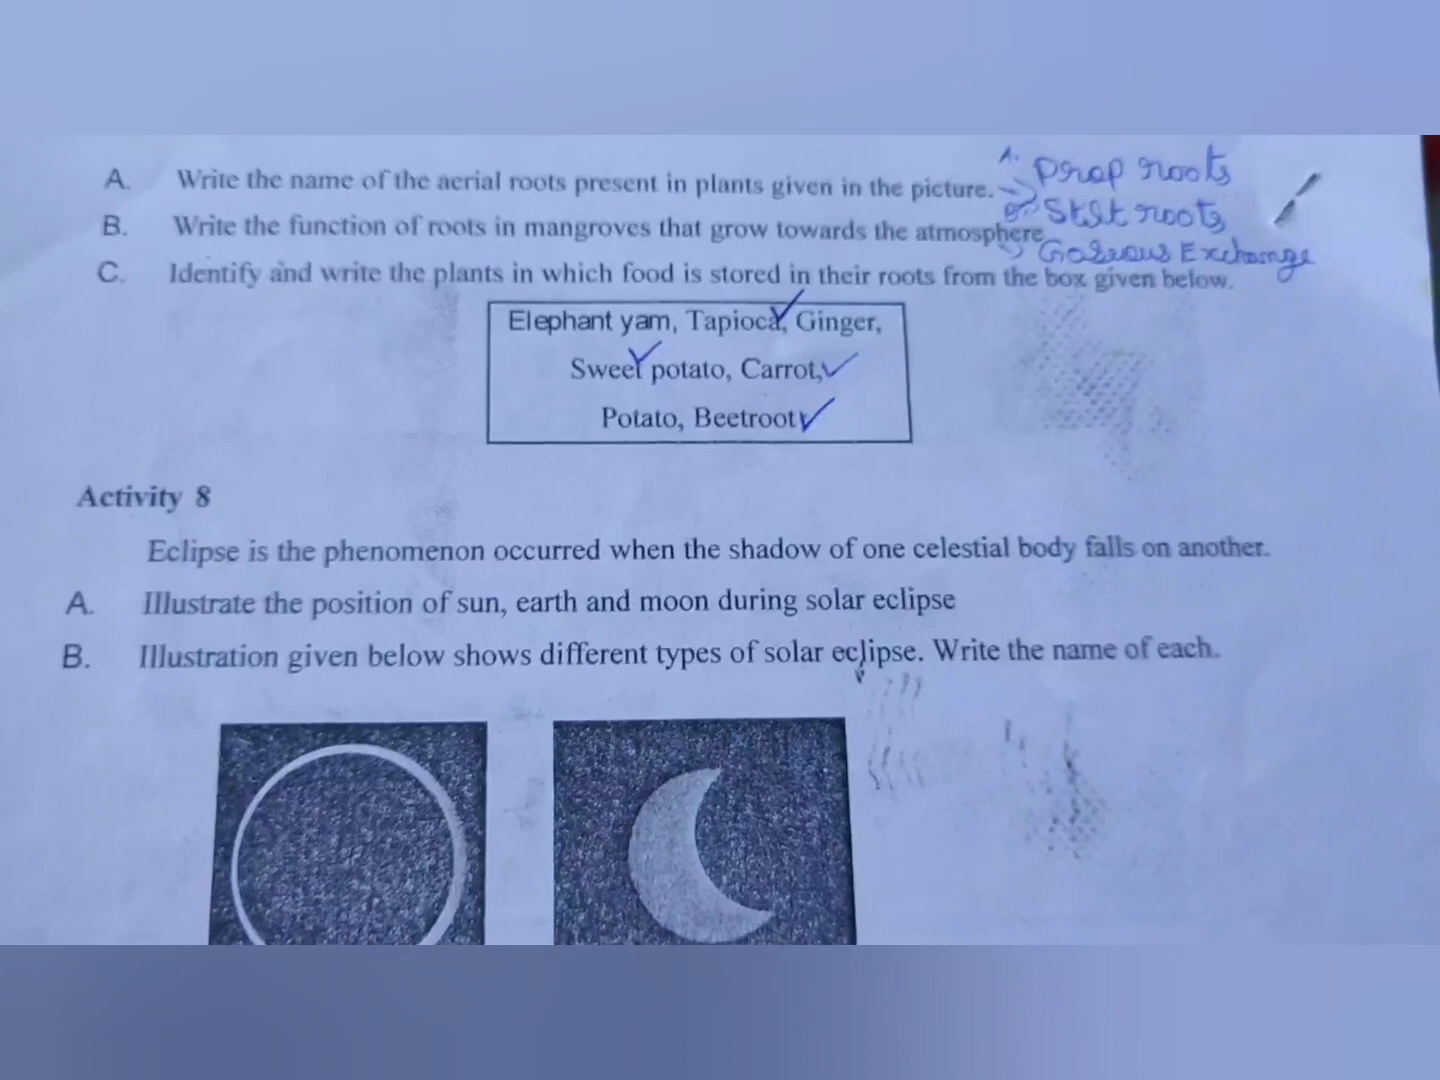 A. Write the name of the aerial roots present in plants given in the picture. A. Prop roots
or Stilt roots
B. Write the function of roots in mangroves that grow towards the atmosphere Gaseous Exchange
C. Identify and write the plants in which food is stored in their roots from the box given below.
Elephant yam, Tapioca, Ginger,
Sweet potato, Carrot,
Potato, Beetroot
Activity 8
Eclipse is the phenomenon occurred when the shadow of one celestial body falls on another.
A. Illustrate the position of sun, earth and moon during solar eclipse
B. Illustration given below shows different types of solar eclipse. Write the name of each.